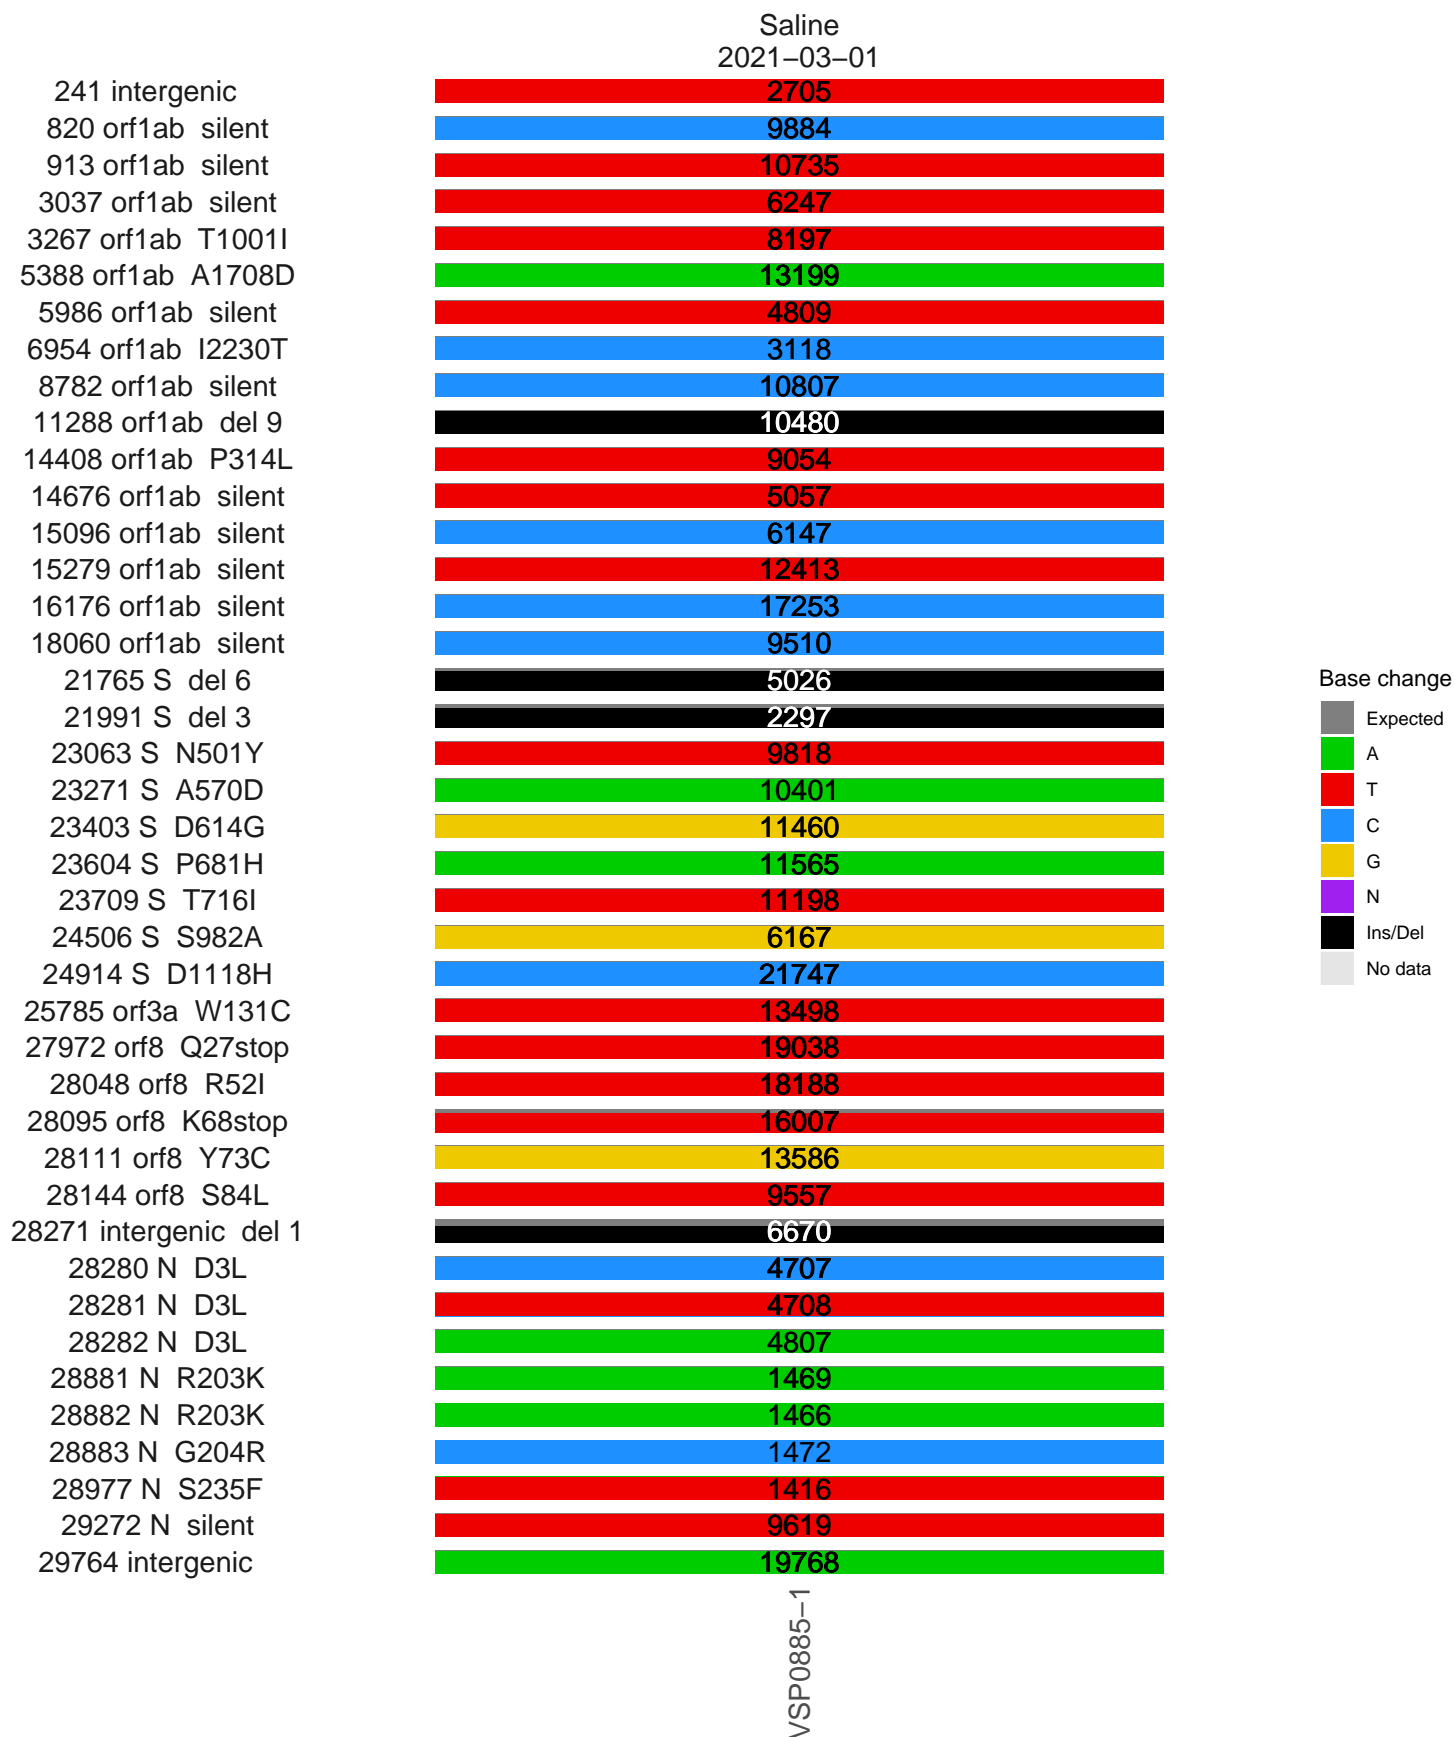 Saline
2021−03−01
241 intergenic 2705
820 orf1ab silent 9884
913 orf1ab silent 10735
3037 orf1ab silent 6247
3267 orf1ab T1001I 8197
5388 orf1ab A1708D 13199
5986 orf1ab silent 4809
6954 orf1ab I2230T 3118
8782 orf1ab silent 10807
11288 orf1ab del 9 10480
14408 orf1ab P314L 9054
14676 orf1ab silent 5057
15096 orf1ab silent 6147
15279 orf1ab silent 12413
16176 orf1ab silent 17253
18060 orf1ab silent 9510
21765 S del 6 5026
21991 S del 3 2297
23063 S N501Y 9818
23271 S A570D 10401
23403 S D614G 11460
23604 S P681H 11565
23709 S T716I 11198
24506 S S982A 6167
24914 S D1118H 21747
25785 orf3a W131C 13498
27972 orf8 Q27stop 19038
28048 orf8 R52I 18188
28095 orf8 K68stop 16007
28111 orf8 Y73C 13586
28144 orf8 S84L 9557
28271 intergenic del 1 6670
28280 N D3L 4707
28281 N D3L 4708
28282 N D3L 4807
28881 N R203K 1469
28882 N R203K 1466
28883 N G204R 1472
28977 N S235F 1416
29272 N silent 9619
29764 intergenic 19768
VSP0885−1
Base change
Expected
A
T
C
G
N
Ins/Del
No data